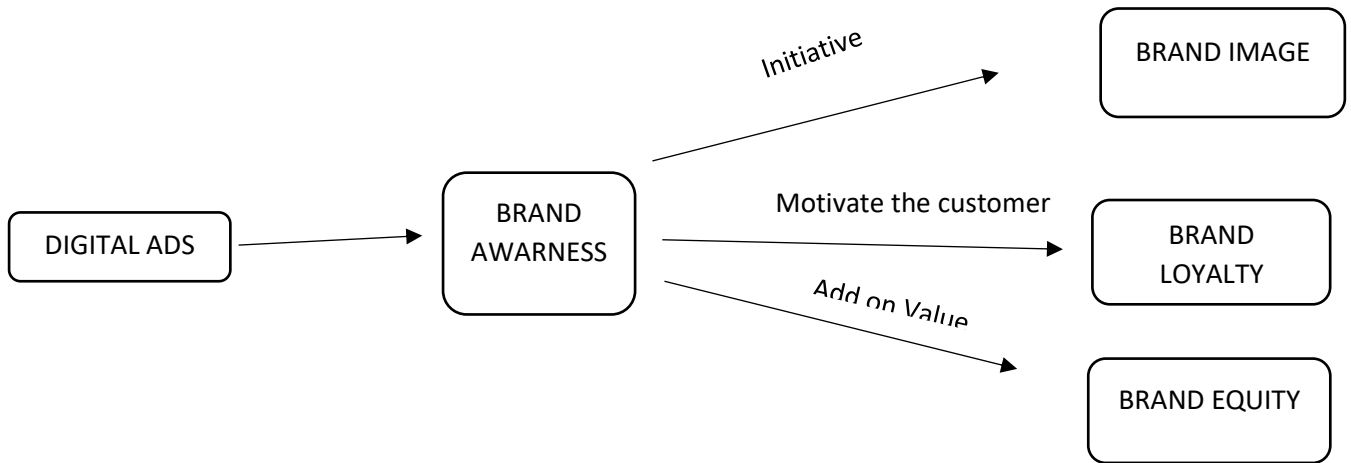 Initiative
BRAND IMAGE
DIGITAL ADS
BRAND
AWARNESS
Motivate the customer
BRAND
LOYALTY
Add on Value
BRAND EQUITY